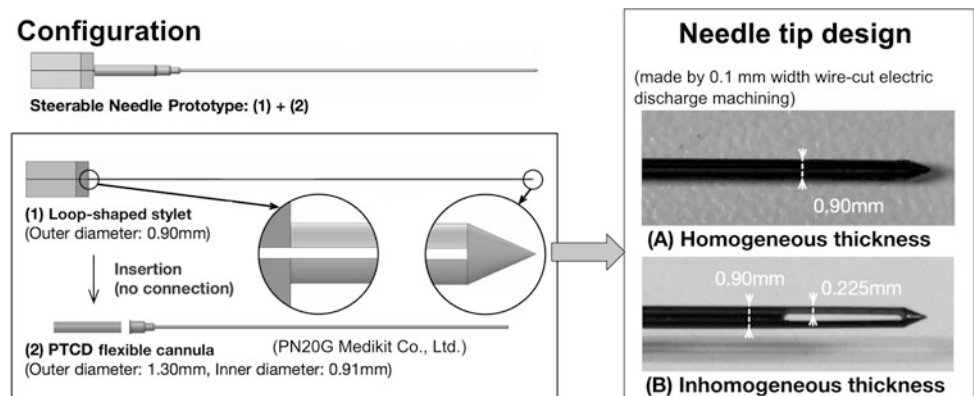 Configuration
Steerable Needle Prototype: (1) + (2)
(1) Loop-shaped stylet
(Outer diameter: 0.90mm)
Insertion
(no connection)
(2) PTCD flexible cannula
(PN20G Medikit Co., Ltd.)
(Outer diameter: 1.30mm, Inner diameter: 0.91mm)
Needle tip design
(made by 0.1 mm width wire-cut electric
discharge machining)
0.90mm
(A) Homogeneous thickness
0.90mm
0.225mm
(B) Inhomogeneous thickness